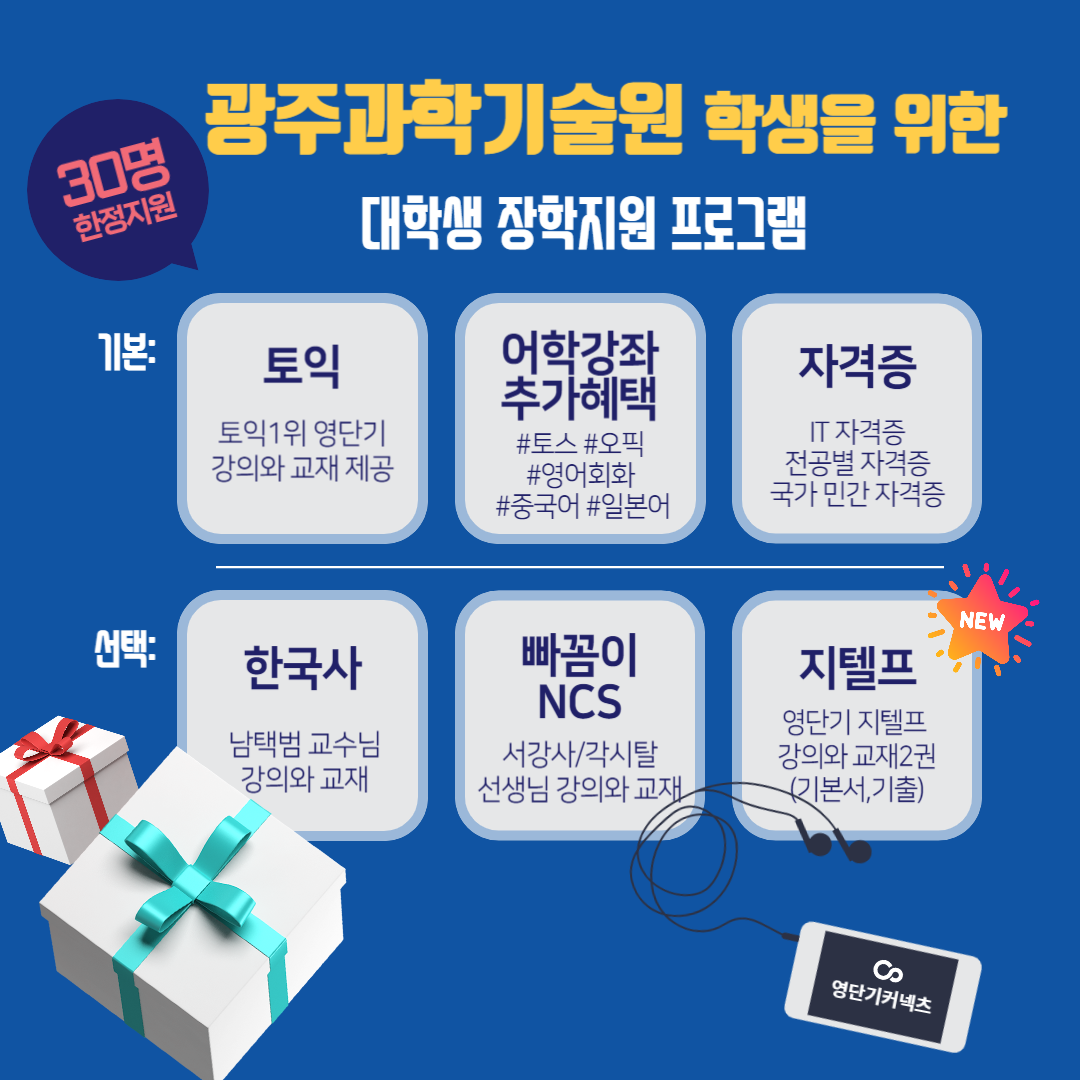 광주과학기술원 학생을 위한
30명
한정지원
대학생 장학지원 프로그램
기본:
토익
토익1위 영단기
강의와 교재 제공
어학강좌
추가혜택
#토스 #오픽
#영어회화
#중국어 #일본어
자격증
IT 자격증
전공별 자격증
국가 민간 자격증
선택:
한국사
남택범 교수님
강의와 교재
빠꼼이
NCS
서강사/각시탈
선생님 강의와 교재
NEW
지텔프
영단기 지텔프
강의와 교재2권
(기본서,기출)
영단기커넥츠